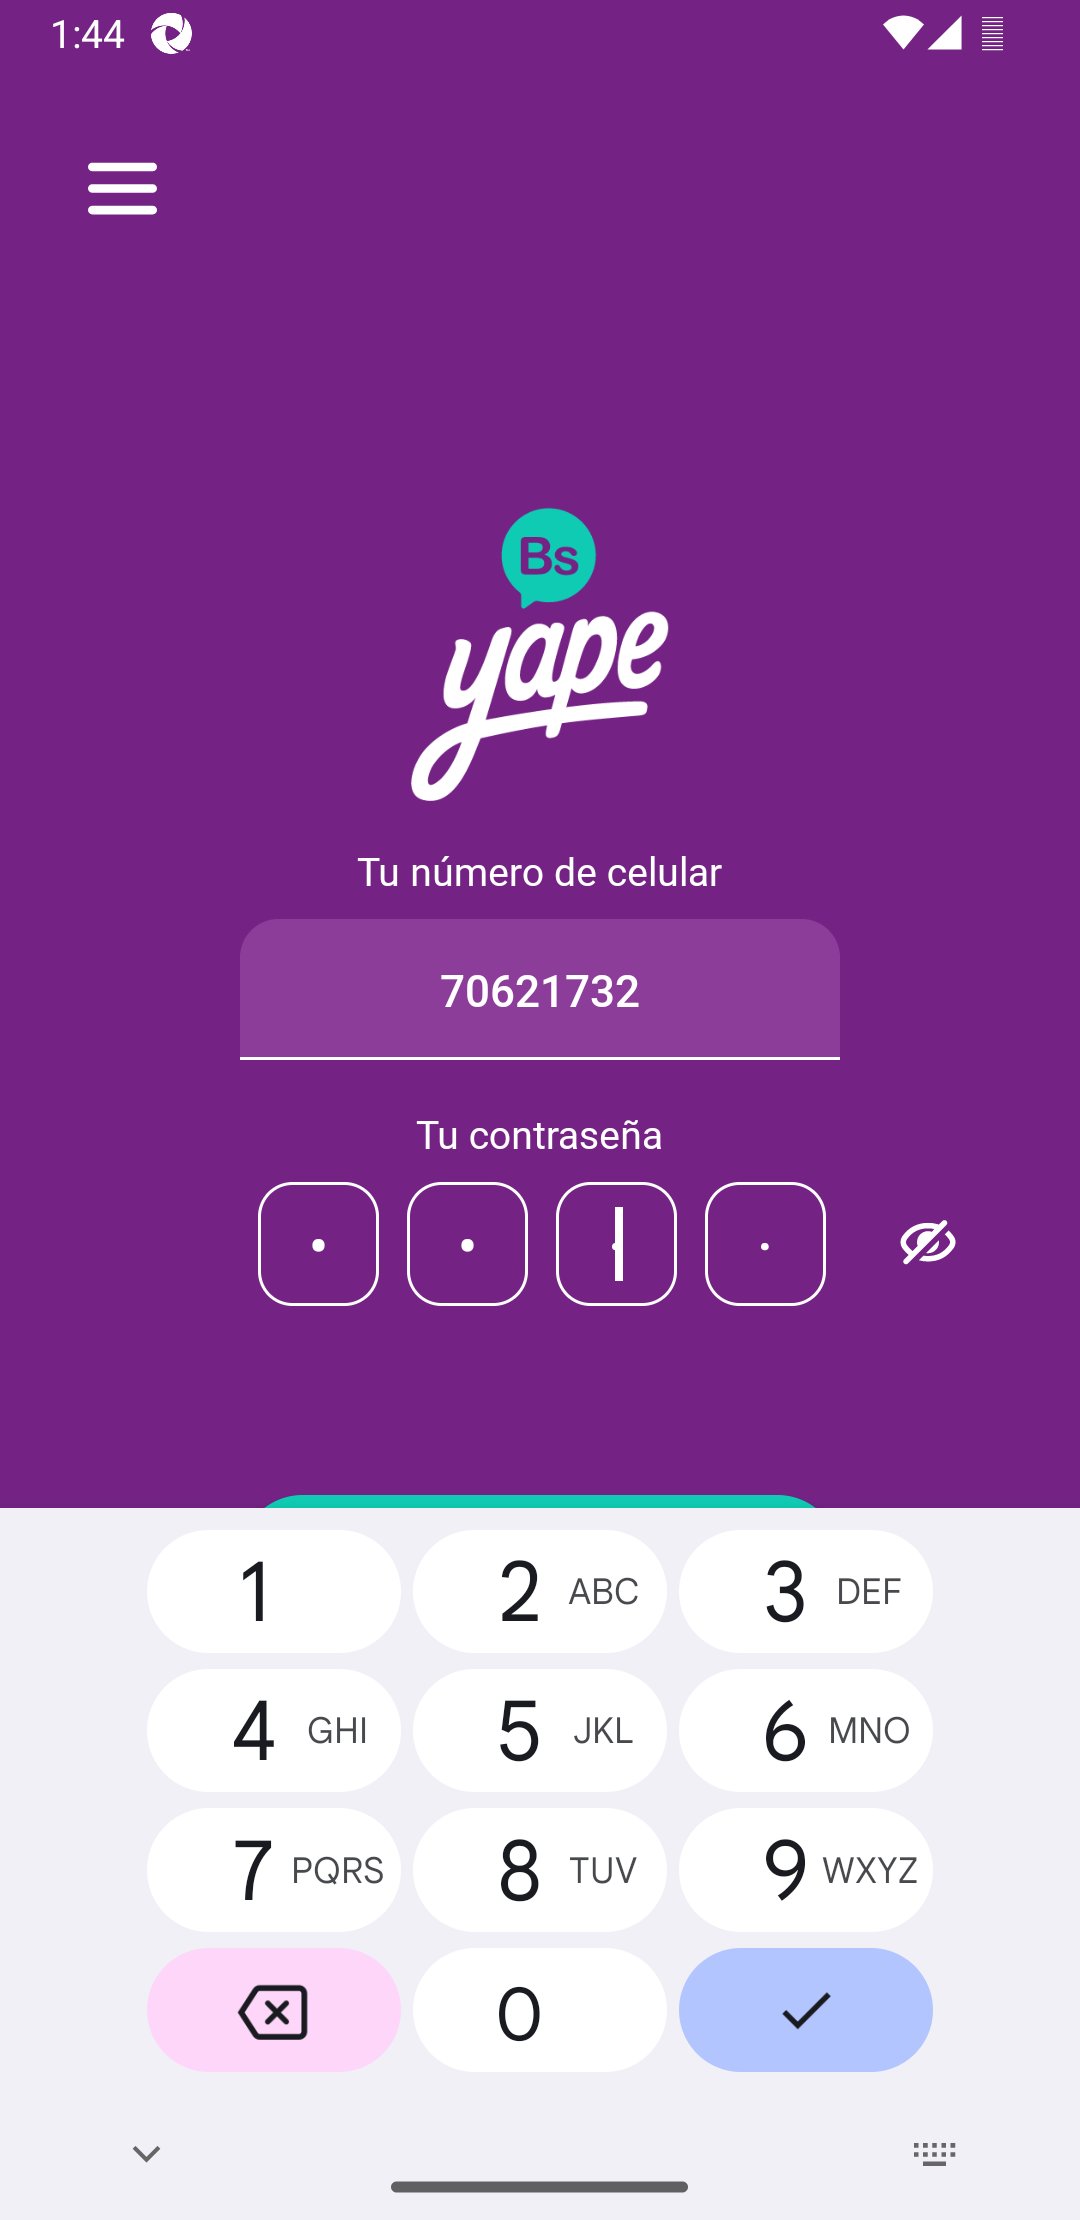 1:44
Bs
yape
Tu número de celular
70621732
Tu contraseña
1
2 ABC
3 DEF
4 GHI
5 JKL
6 MNO
7 PQRS
8 TUV
9 WXYZ
0